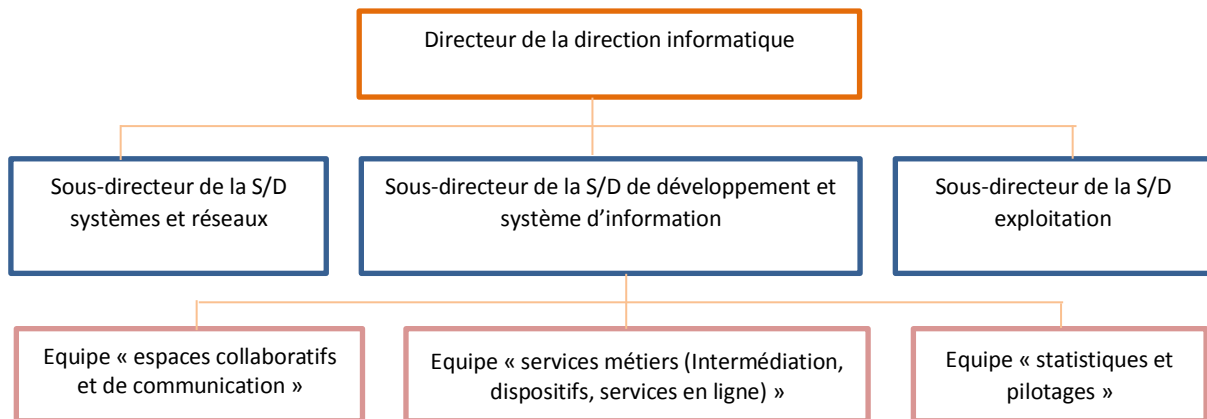 Directeur de la direction informatique
Sous-directeur de la S/D
systèmes et réseaux
Sous-directeur de la S/D de développement et
système d’information
Sous-directeur de la S/D
exploitation
Equipe « espaces collaboratifs
et de communication »
Equipe « services métiers (Intermédiation,
dispositifs, services en ligne) »
Equipe « statistiques et
pilotages »